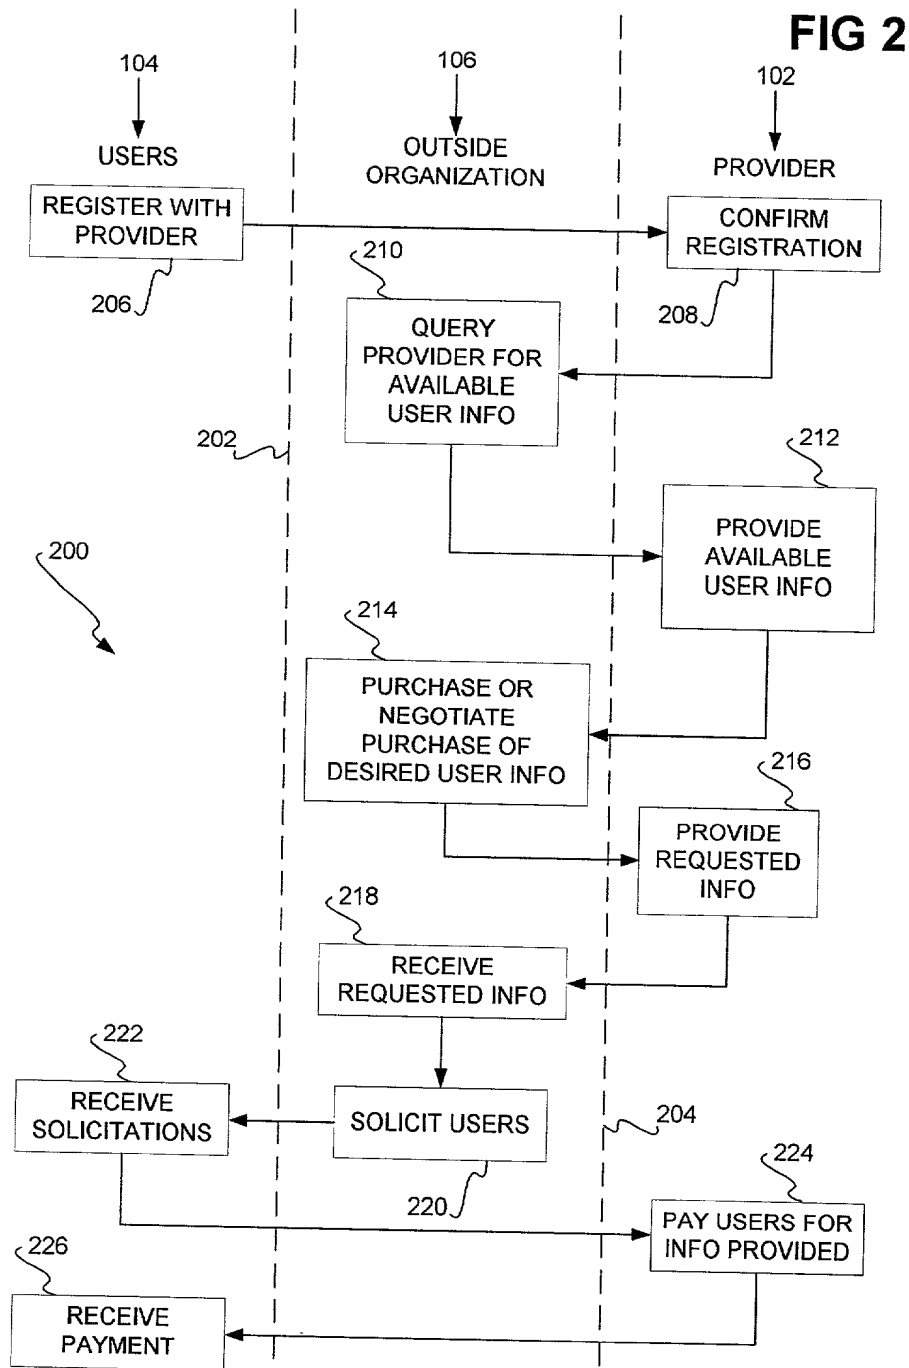 FIG 2
104
106
102
USERS
OUTSIDE
ORGANIZATION
PROVIDER
REGISTER WITH
PROVIDER
CONFIRM
REGISTRATION
206
208
210
QUERY
PROVIDER FOR
AVAILABLE
USER INFO
202
212
PROVIDE
AVAILABLE
USER INFO
200
214
PURCHASE OR
NEGOTIATE
PURCHASE OF
DESIRED USER INFO
216
PROVIDE
REQUESTED
INFO
218
RECEIVE
REQUESTED INFO
222
RECEIVE
SOLICITATIONS
SOLICIT USERS
220
204
224
PAY USERS FOR
INFO PROVIDED
226
RECEIVE
PAYMENT